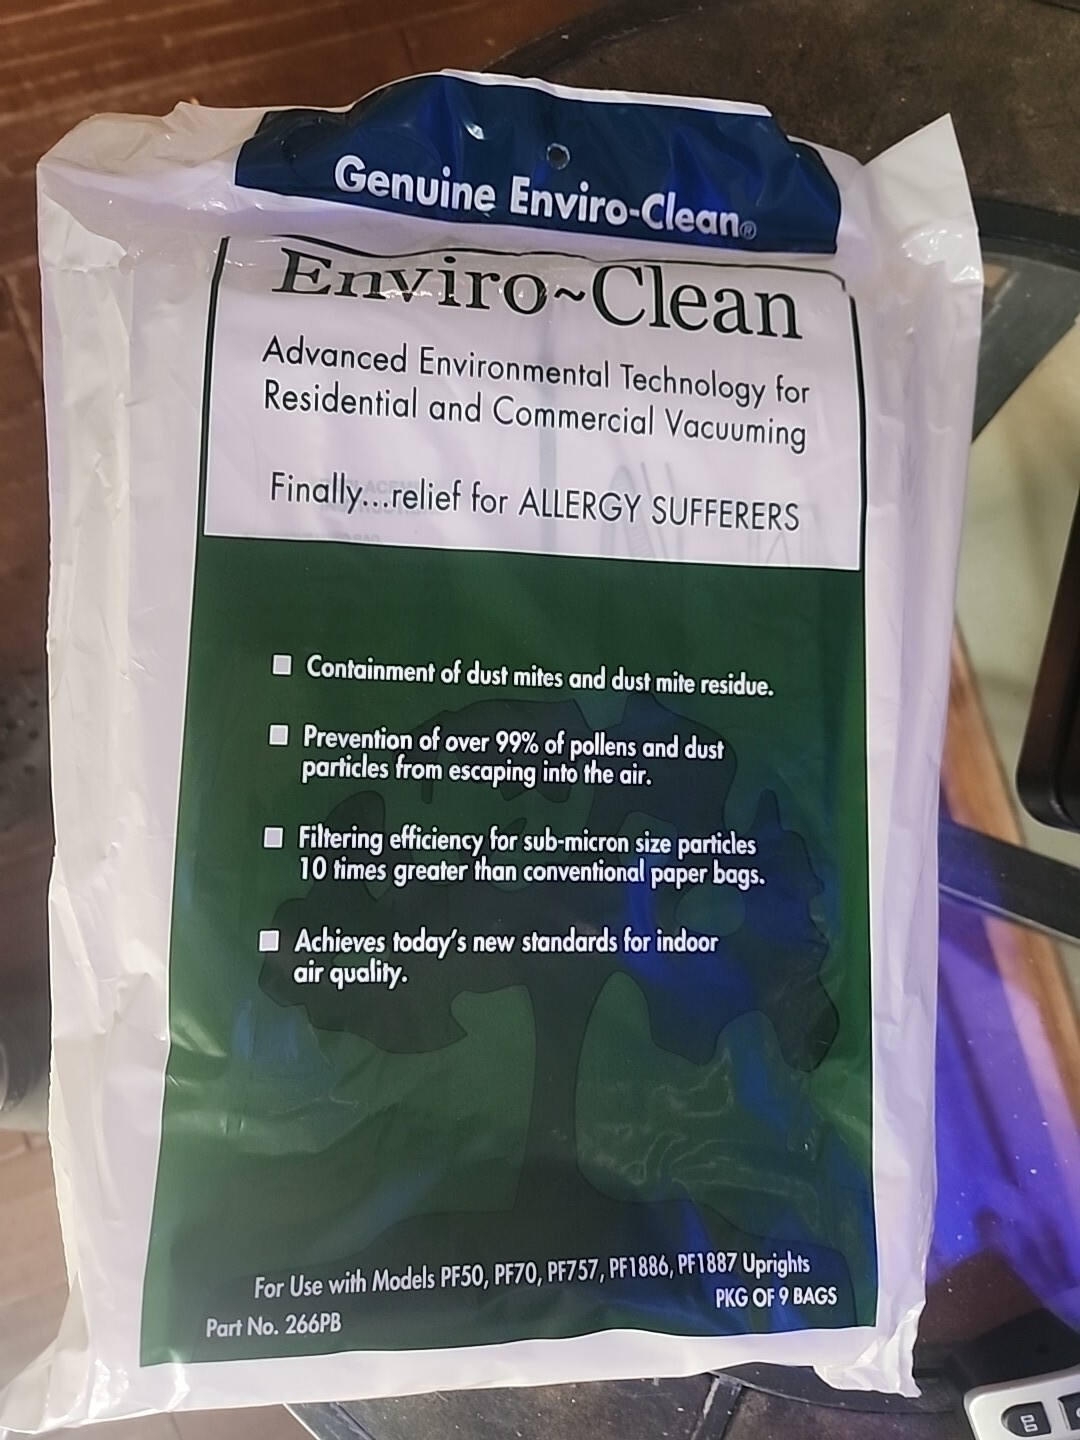 Genuine Enviro-Clean®
Enviro~Clean
Advanced Environmental Technology for
Residential and Commercial Vacuuming
Finally...relief for ALLERGY SUFFERERS
Containment of dust mites and dust mite residue.
Prevention of over 99% of pollens and dust
particles from escaping into the air.
Filtering efficiency for sub-micron size particles
10 times greater than conventional paper bags.
Achieves today's new standards for indoor
air quality.
For Use with Models PF50, PF70, PF757, PF1886, PF1887 Uprights
PKG OF 9 BAGS
Part No. 266PB